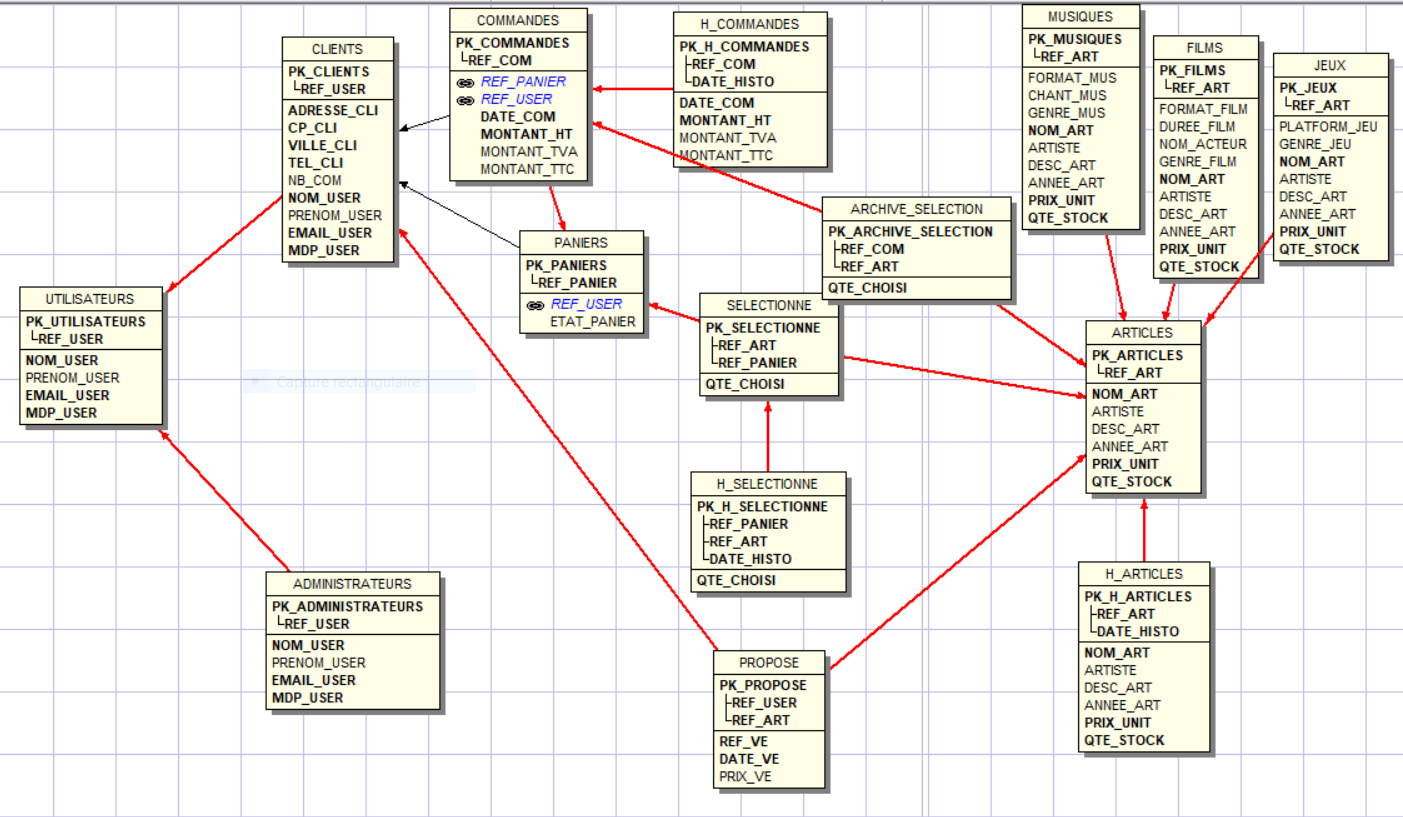 COMMANDES
PK_COMMANDES
REF_COM
REF_PANIER
REF_USER
DATE_COM
MONTANT_HT
MONTANT_TVA
MONTANT_TTC
H_COMMANDES
PK_H_COMMANDES
REF_COM
DATE_HISTO
DATE_COM
MONTANT_HT
MONTANT_TVA
MONTANT_TTC
MUSIQUES
PK_MUSIQUES
REF_ART
FORMAT_MUS
CHANT_MUS
GENRE_MUS
NOM_ART
ARTISTE
DESC_ART
ANNEE_ART
PRIX_UNIT
QTE_STOCK
FILMS
PK_FILMS
REF_ART
FORMAT_FILM
DUREE_FILM
NOM_ACTEUR
GENRE_FILM
NOM_ART
ARTISTE
DESC_ART
ANNEE_ART
PRIX_UNIT
QTE_STOCK
JEUX
PK_JEUX
REF_ART
PLATFORM_JEU
GENRE_JEU
NOM_ART
ARTISTE
DESC_ART
ANNEE_ART
PRIX_UNIT
QTE_STOCK
CLIENTS
PK_CLIENTS
REF_USER
ADRESSE_CLI
CP_CLI
VILLE_CLI
TEL_CLI
NB_COM
NOM_USER
PRENOM_USER
EMAIL_USER
MDP_USER
ARCHIVE_SELECTION
PK_ARCHIVE_SELECTION
REF_COM
REF_ART
QTE_CHOISI
PANIERS
PK_PANIERS
REF_PANIER
REF_USER
ETAT_PANIER
UTILISATEURS
PK_UTILISATEURS
REF_USER
NOM_USER
PRENOM_USER
EMAIL_USER
MDP_USER
SELECTIONNE
PK_SELECTIONNE
REF_ART
REF_PANIER
QTE_CHOISI
ARTICLES
PK_ARTICLES
REF_ART
NOM_ART
ARTISTE
DESC_ART
ANNEE_ART
PRIX_UNIT
QTE_STOCK
Capture rectangulaire
H_SELECTIONNE
PK_H_SELECTIONNE
REF_PANIER
REF_ART
DATE_HISTO
QTE_CHOISI
ADMINISTRATEURS
PK_ADMINISTRATEURS
REF_USER
NOM_USER
PRENOM_USER
EMAIL_USER
MDP_USER
PROPOSE
PK_PROPOSE
REF_USER
REF_ART
REF_VE
DATE_VE
PRIX_VE
H_ARTICLES
PK_H_ARTICLES
REF_ART
DATE_HISTO
NOM_ART
ARTISTE
DESC_ART
ANNEE_ART
PRIX_UNIT
QTE_STOCK